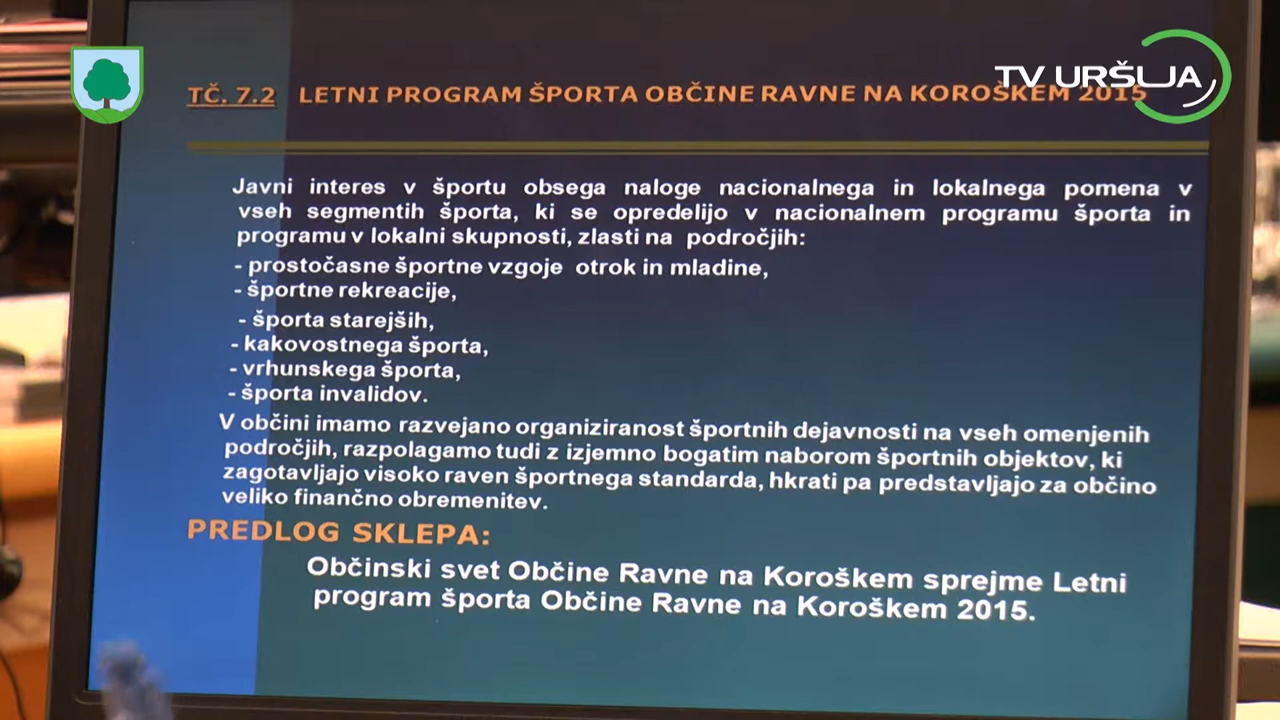 TV URŠLJA
TČ. 7.2 LETNI PROGRAM ŠPORTA OBČINE RAVNE NA KOROŠKEM 2015
Javni interes v športu obsega naloge nacionalnega in lokalnega pomena v
vseh segmentih športa, ki se opredelijo v nacionalnem programu športa in
programu v lokalni skupnosti, zlasti na področjih:
- prostočasne športne vzgoje otrok in mladine,
- športne rekreacije,
- športa starejših,
- kakovostnega športa,
- vrhunskega športa,
- športa invalidov.
V občini imamo razvejano organiziranost športnih dejavnosti na vseh omenjenih
področjih, razpolagamo tudi z izjemno bogatim naborom športnih objektov, ki
zagotavljajo visoko raven športnega standarda, hkrati pa predstavljajo za občino
veliko finančno obremenitev.
PREDLOG SKLEPA:
Občinski svet Občine Ravne na Koroškem sprejme Letni
program športa Občine Ravne na Koroškem 2015.